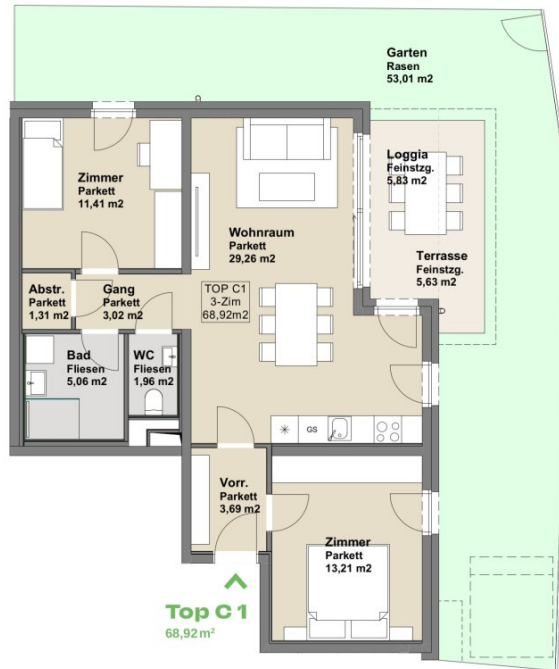 Garten
Rasen
53,01 m2
Zimmer
Parkett
11,41 m2
Loggia
Feinstzg.
5,83 m2
Wohnraum
Parkett
29,26 m2
Terrasse
Feinstzg.
5,63 m2
Abstr.
Parkett
1,31 m2
Gang
Parkett
3,02 m2
TOP C1
3-Zim
68,92m2
Bad
Fliesen
5,06 m2
WC
Fliesen
1,96 m2
GS
Vorr.
Parkett
3,69 m2
Zimmer
Parkett
13,21 m2
Top C 1
68,92 m²